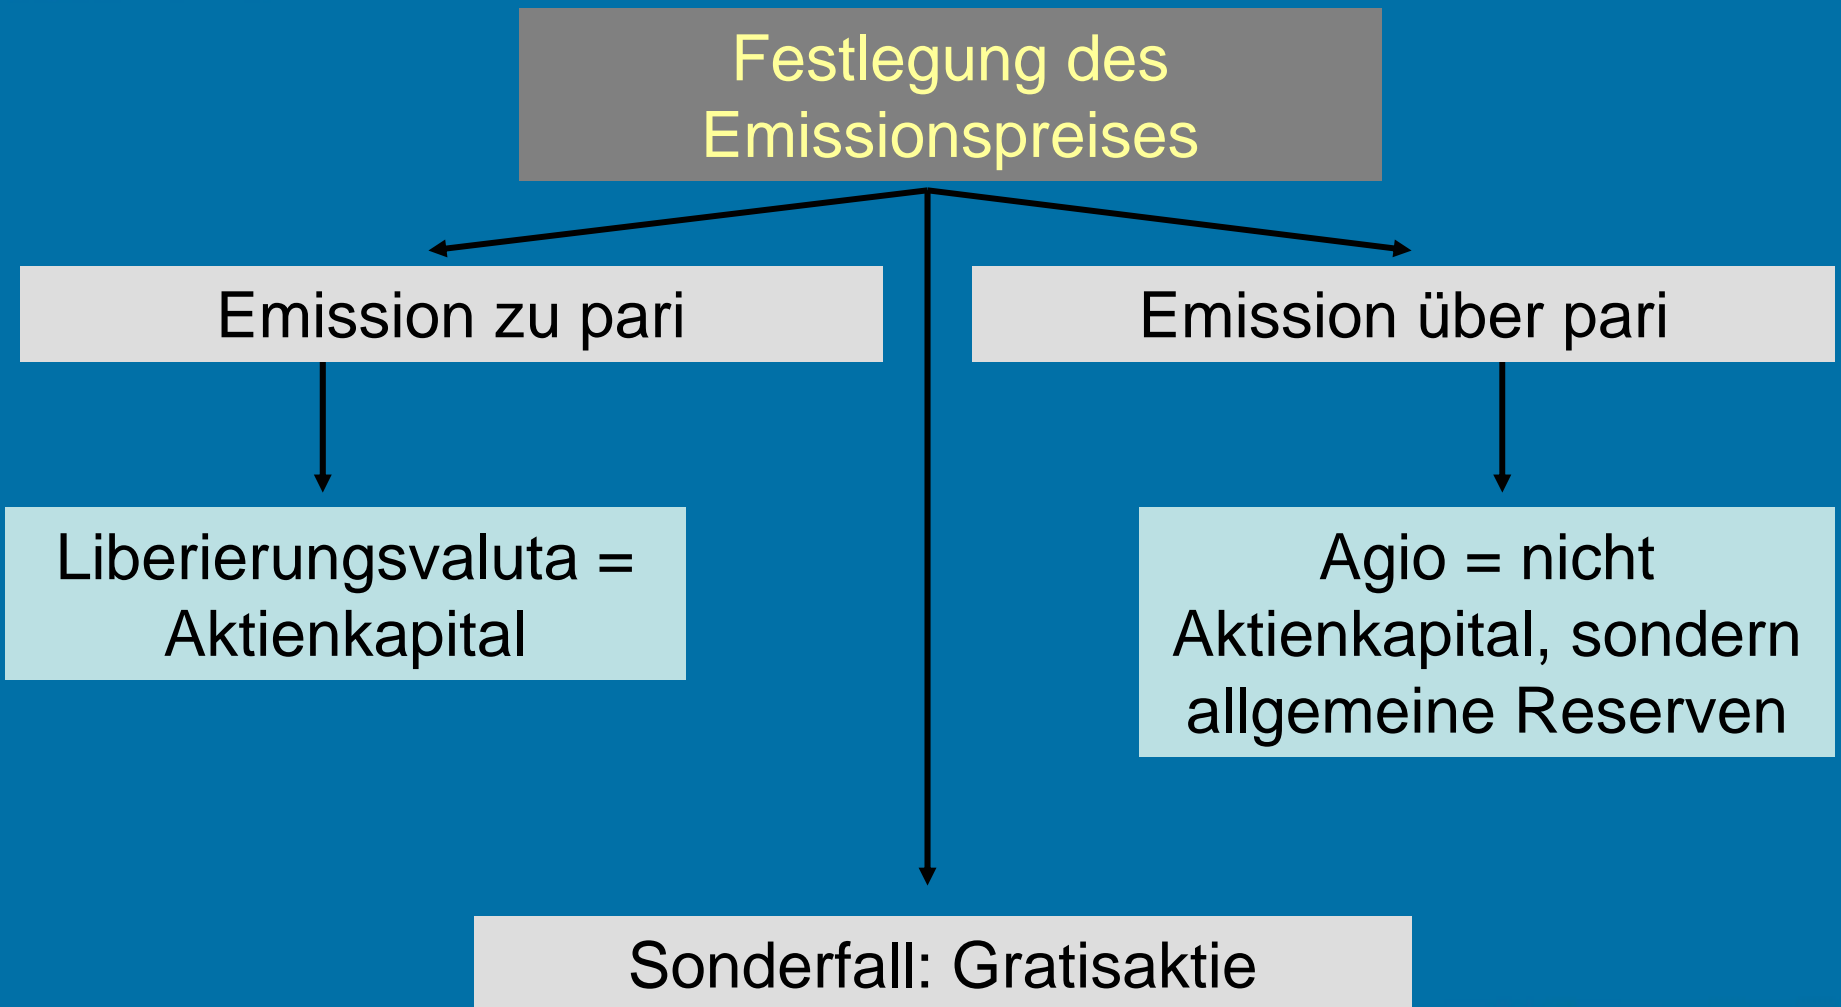 Festlegung des
Emissionspreises
Emission zu pari
Emission über pari
Liberierungsvaluta =
Aktienkapital
Agio = nicht
Aktienkapital, sondern
allgemeine Reserven
Sonderfall: Gratisaktie